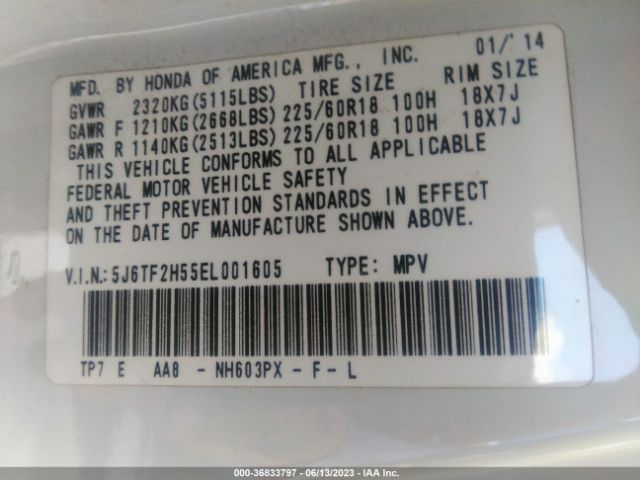 MFD. BY HONDA OF AMERICA MFG., INC. 01/'14
GVWR 2320KG(5115LBS) TIRE SIZE RIM SIZE
GAWR F 1210KG(2668LBS) 225/60R18 100H 18X7J
GAWR R 1140KG(2513LBS) 225/60R18 100H 18X7J
THIS VEHICLE CONFORMS TO ALL APPLICABLE
FEDERAL MOTOR VEHICLE SAFETY
AND THEFT PREVENTION STANDARDS IN EFFECT
ON THE DATE OF MANUFACTURE SHOWN ABOVE.
V.I.N.: 5J6TF2H55EL001605 TYPE: MPV
TP7 E AA8 - NH603PX - F - L
000-36833797 - 06/13/2023 - IAA Inc.